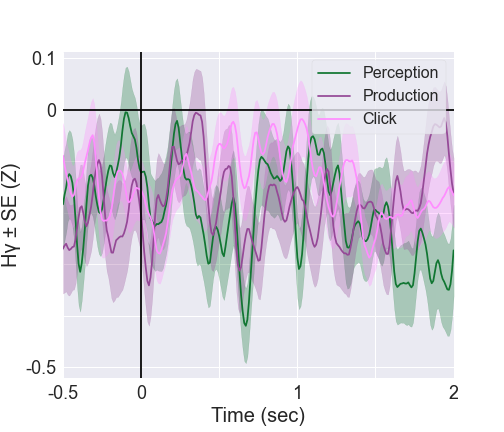 0.1
0
-0.5
Hγ ± SE (Z)
Perception
Production
Click
-0.5 0 1 2
Time (sec)